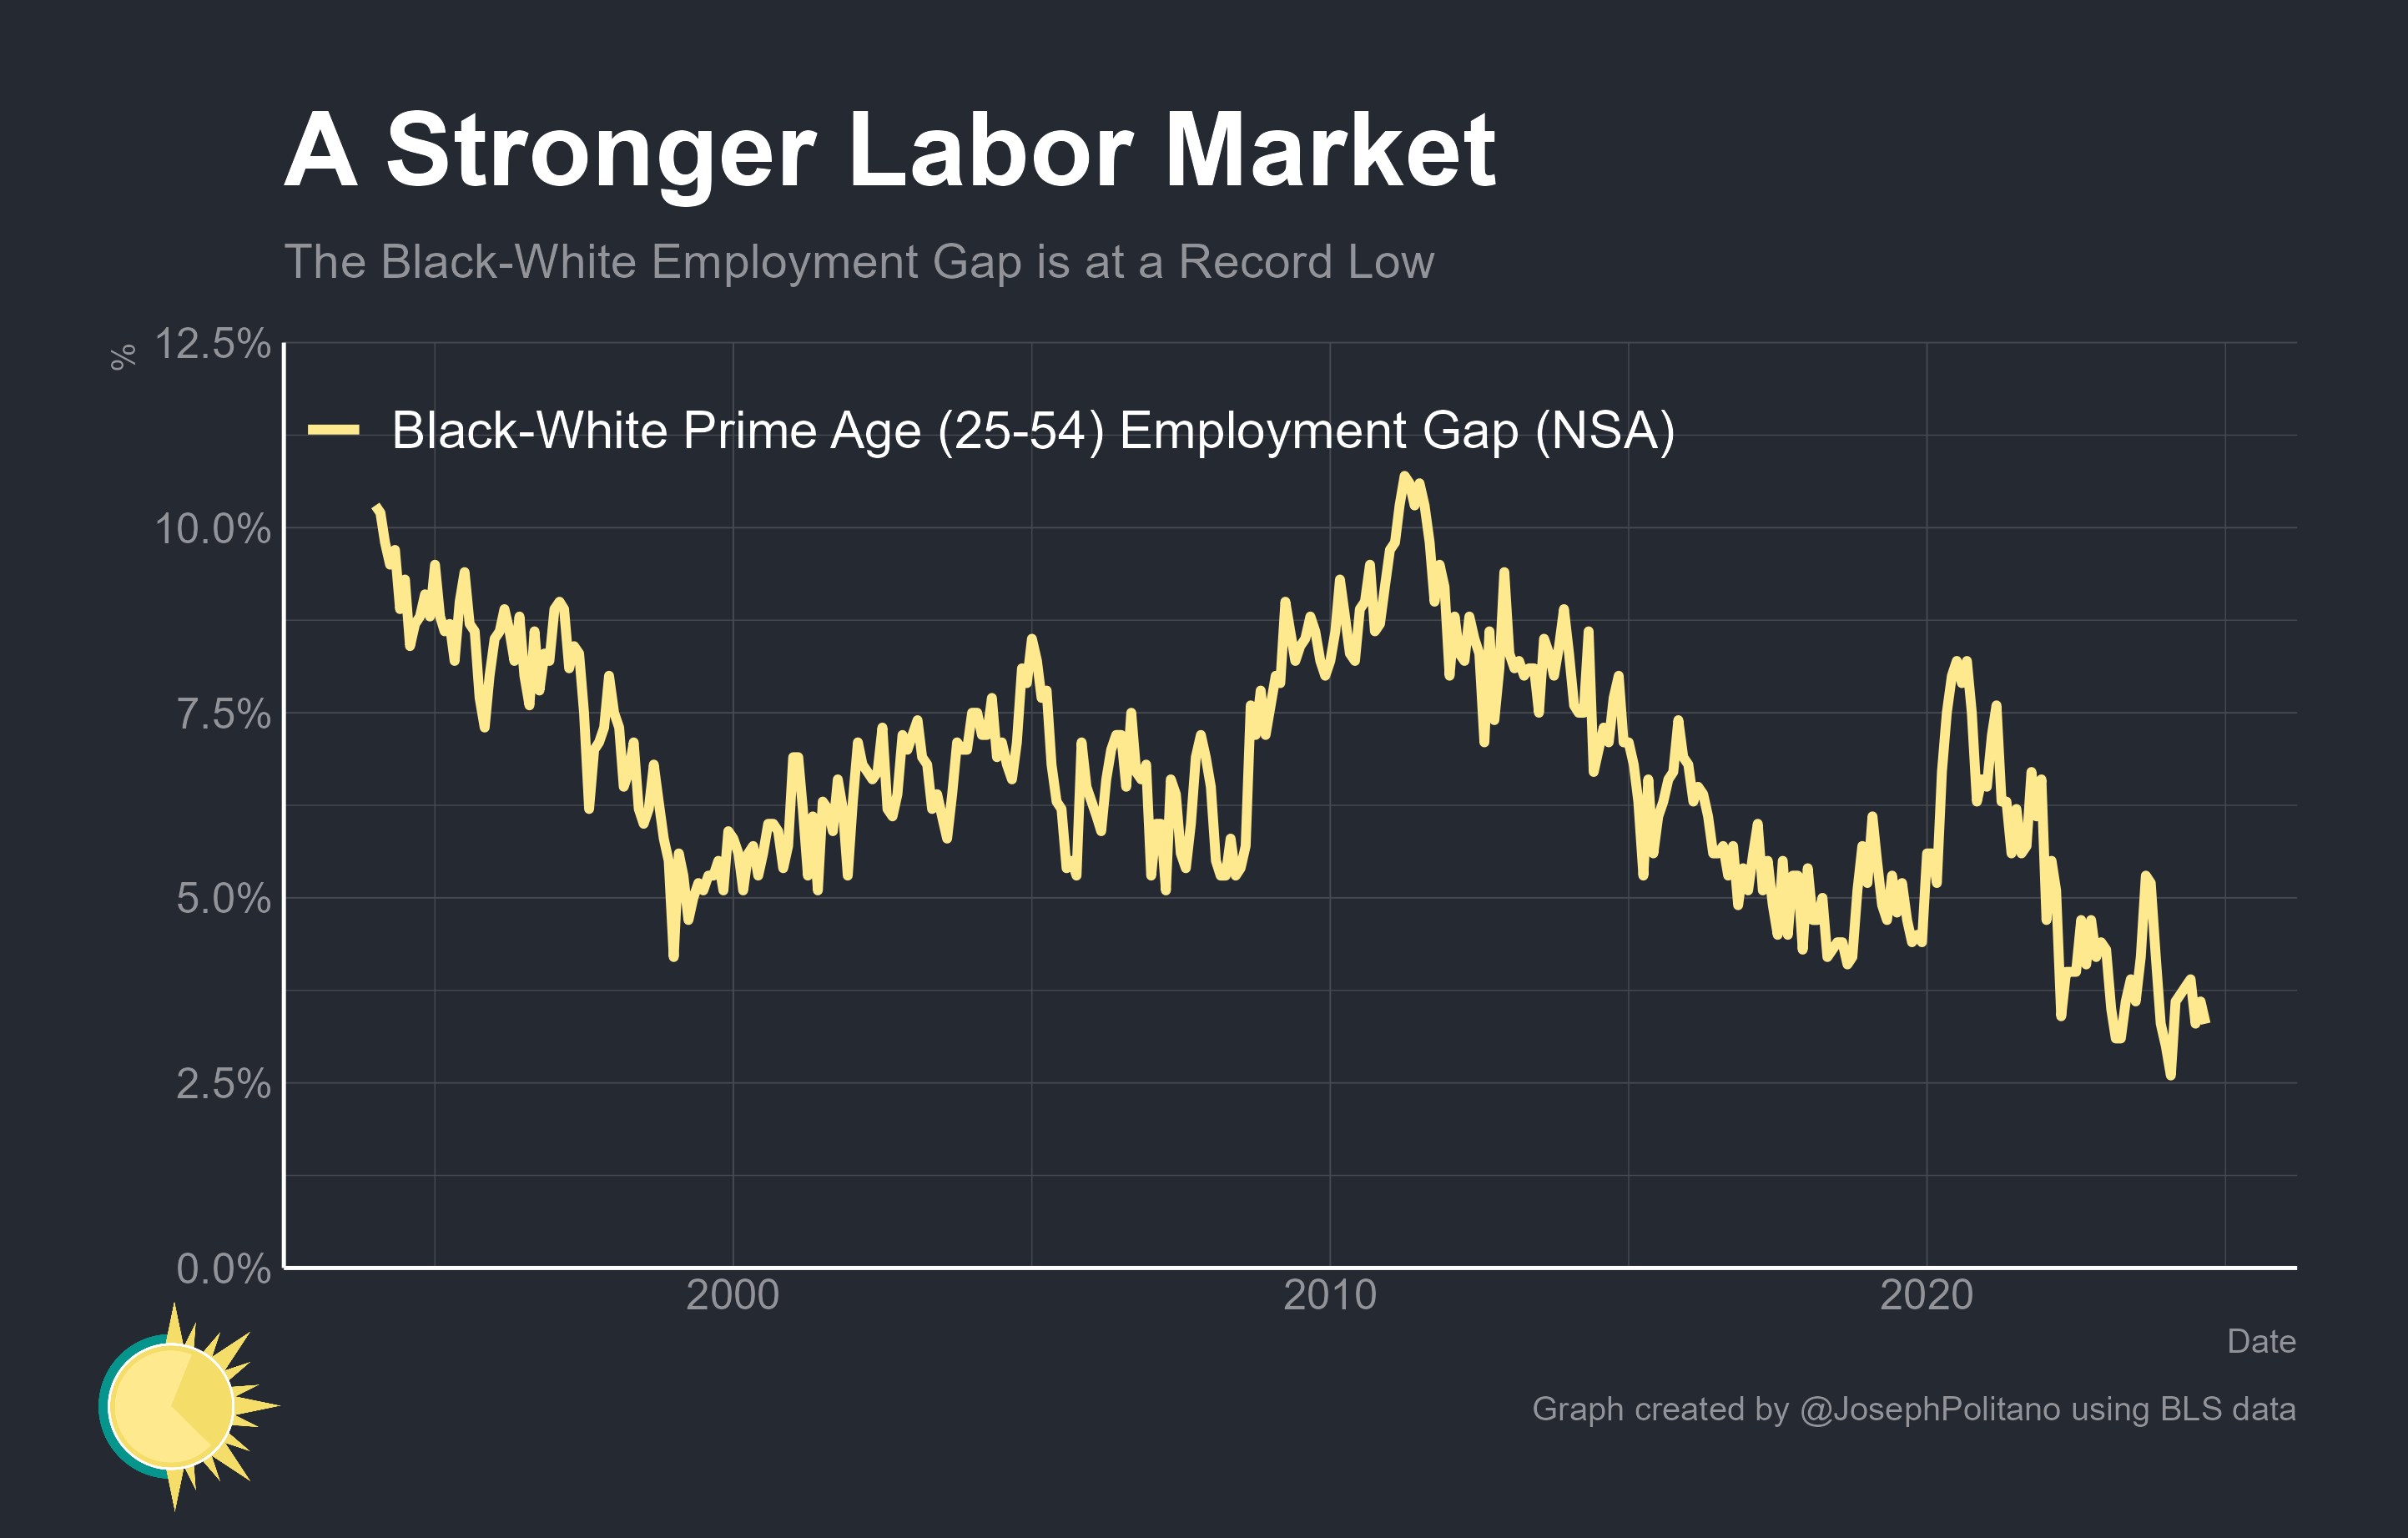 A Stronger Labor Market
The Black-White Employment Gap is at a Record Low
%
12.5%
Black-White Prime Age (25-54) Employment Gap (NSA)
10.0%
7.5%
5.0%
2.5%
0.0%
2000 2010 2020
Date
Graph created by @JosephPolitano using BLS data